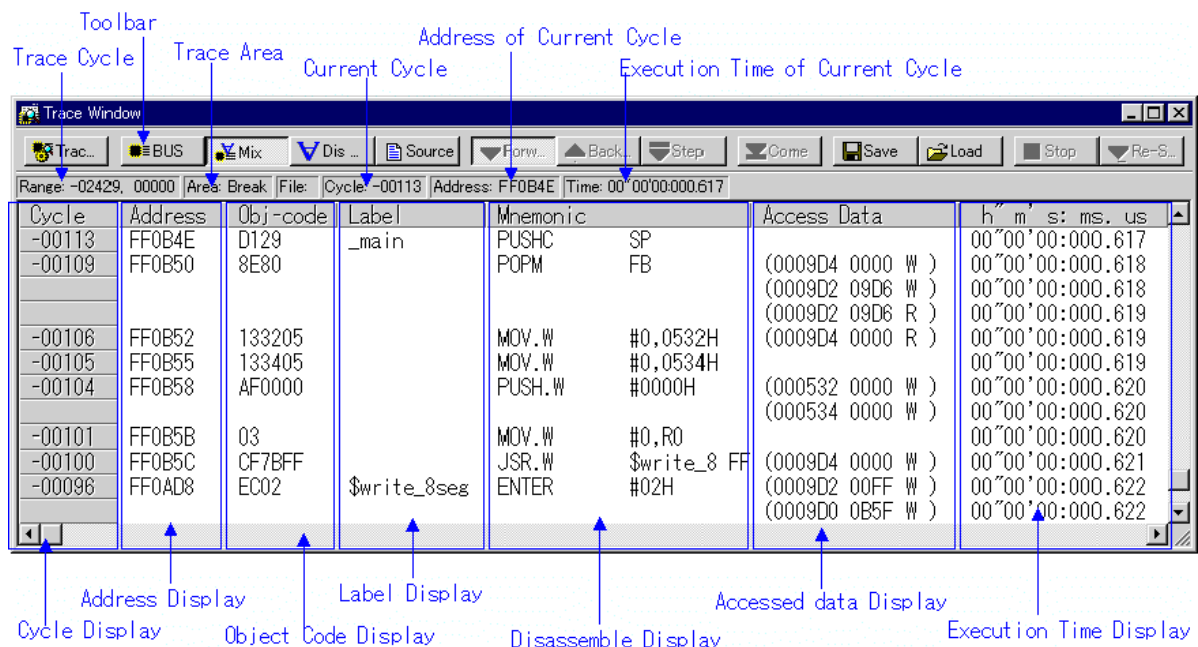 Toolbar
Trace Cycle
Trace Area
Current Cycle
Address of Current Cycle
Execution Time of Current Cycle
Trace Window
Trac... BUS Mix Dis ... Source Forw... Back... Step Come Save Load Stop Re-S...
Range: -02429, 00000 Area: Break File: Cycle: -00113 Address: FF0B4E Time: 00"00'00:000.617
Cycle Address Obj-code Label Mnemonic Access Data h" m' s: ms. us
-00113 FF0B4E D129 _main PUSHC SP 00"00'00:000.617
-00109 FF0B50 8E80 POPM FB (0009D4 0000 W ) 00"00'00:000.618
(0009D2 09D6 W ) 00"00'00:000.618
(0009D2 09D6 R ) 00"00'00:000.619
-00106 FF0B52 133205 MOV.W #0,0532H (0009D4 0000 R ) 00"00'00:000.619
-00105 FF0B55 133405 MOV.W #0,0534H 00"00'00:000.619
-00104 FF0B58 AF0000 PUSH.W #0000H (000532 0000 W ) 00"00'00:000.620
(000534 0000 W ) 00"00'00:000.620
-00101 FF0B5B 03 MOV.W #0,R0 00"00'00:000.620
-00100 FF0B5C CF7BFF JSR.W $write_8 FF (0009D4 0000 W ) 00"00'00:000.621
-00096 FF0AD8 EC02 $write_8seg ENTER #02H (0009D2 00FF W ) 00"00'00:000.622
(0009D0 0B5F W ) 00"00'00:000.622
Cycle Display
Address Display
Object Code Display
Label Display
Disassemble Display
Accessed data Display
Execution Time Display